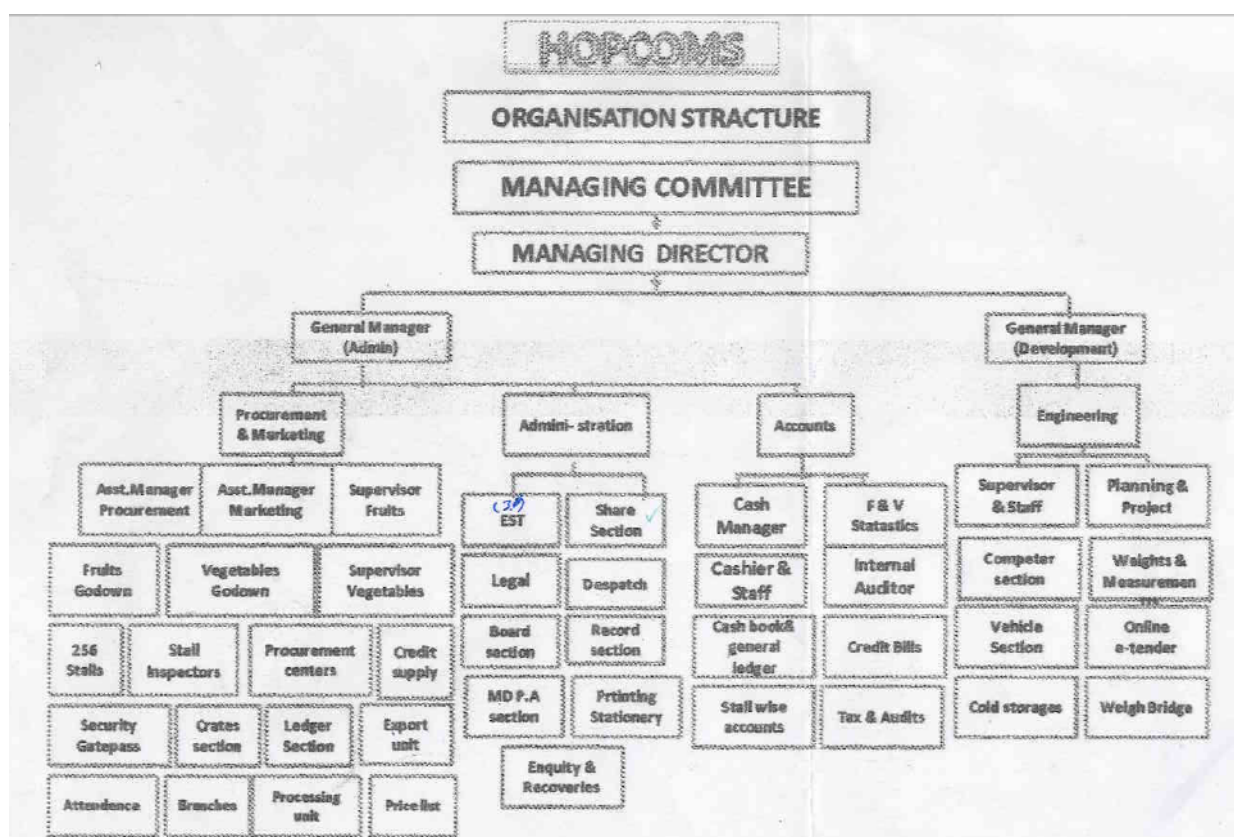 HOPCOMS
ORGANISATION STRACTURE
MANAGING COMMITTEE
MANAGING DIRECTOR
General Manager
(Admin)
General Manager
(Development)
Procurement
& Marketing
Admini- stration
Accounts
Engineering
Asst.Manager
Procurement
Asst.Manager
Marketing
Supervisor
Fruits
EST
Share
Section
Cash
Manager
F & V
Statastics
Supervisor
& Staff
Planning &
Project
Fruits
Godown
Vegetables
Godown
Supervisor
Vegetables
Legal
Despatch
Cashier &
Staff
Internal
Auditor
Competer
section
Weights &
Measuremen
256
Stalls
Stall
Inspectors
Procurement
centers
Credit
supply
Board
section
Record
section
Cash book&
general
ledger
Credit Bills
Vehicle
Section
Online
e-tender
Security
Gatepass
Crates
section
Ledger
Section
Export
unit
MD P.A
section
Prtinting
Stationery
Stall wise
accounts
Tax & Audits
Cold storages
Weigh Bridge
Attendence
Branches
Processing
unit
Price list
Enquity &
Recoveries